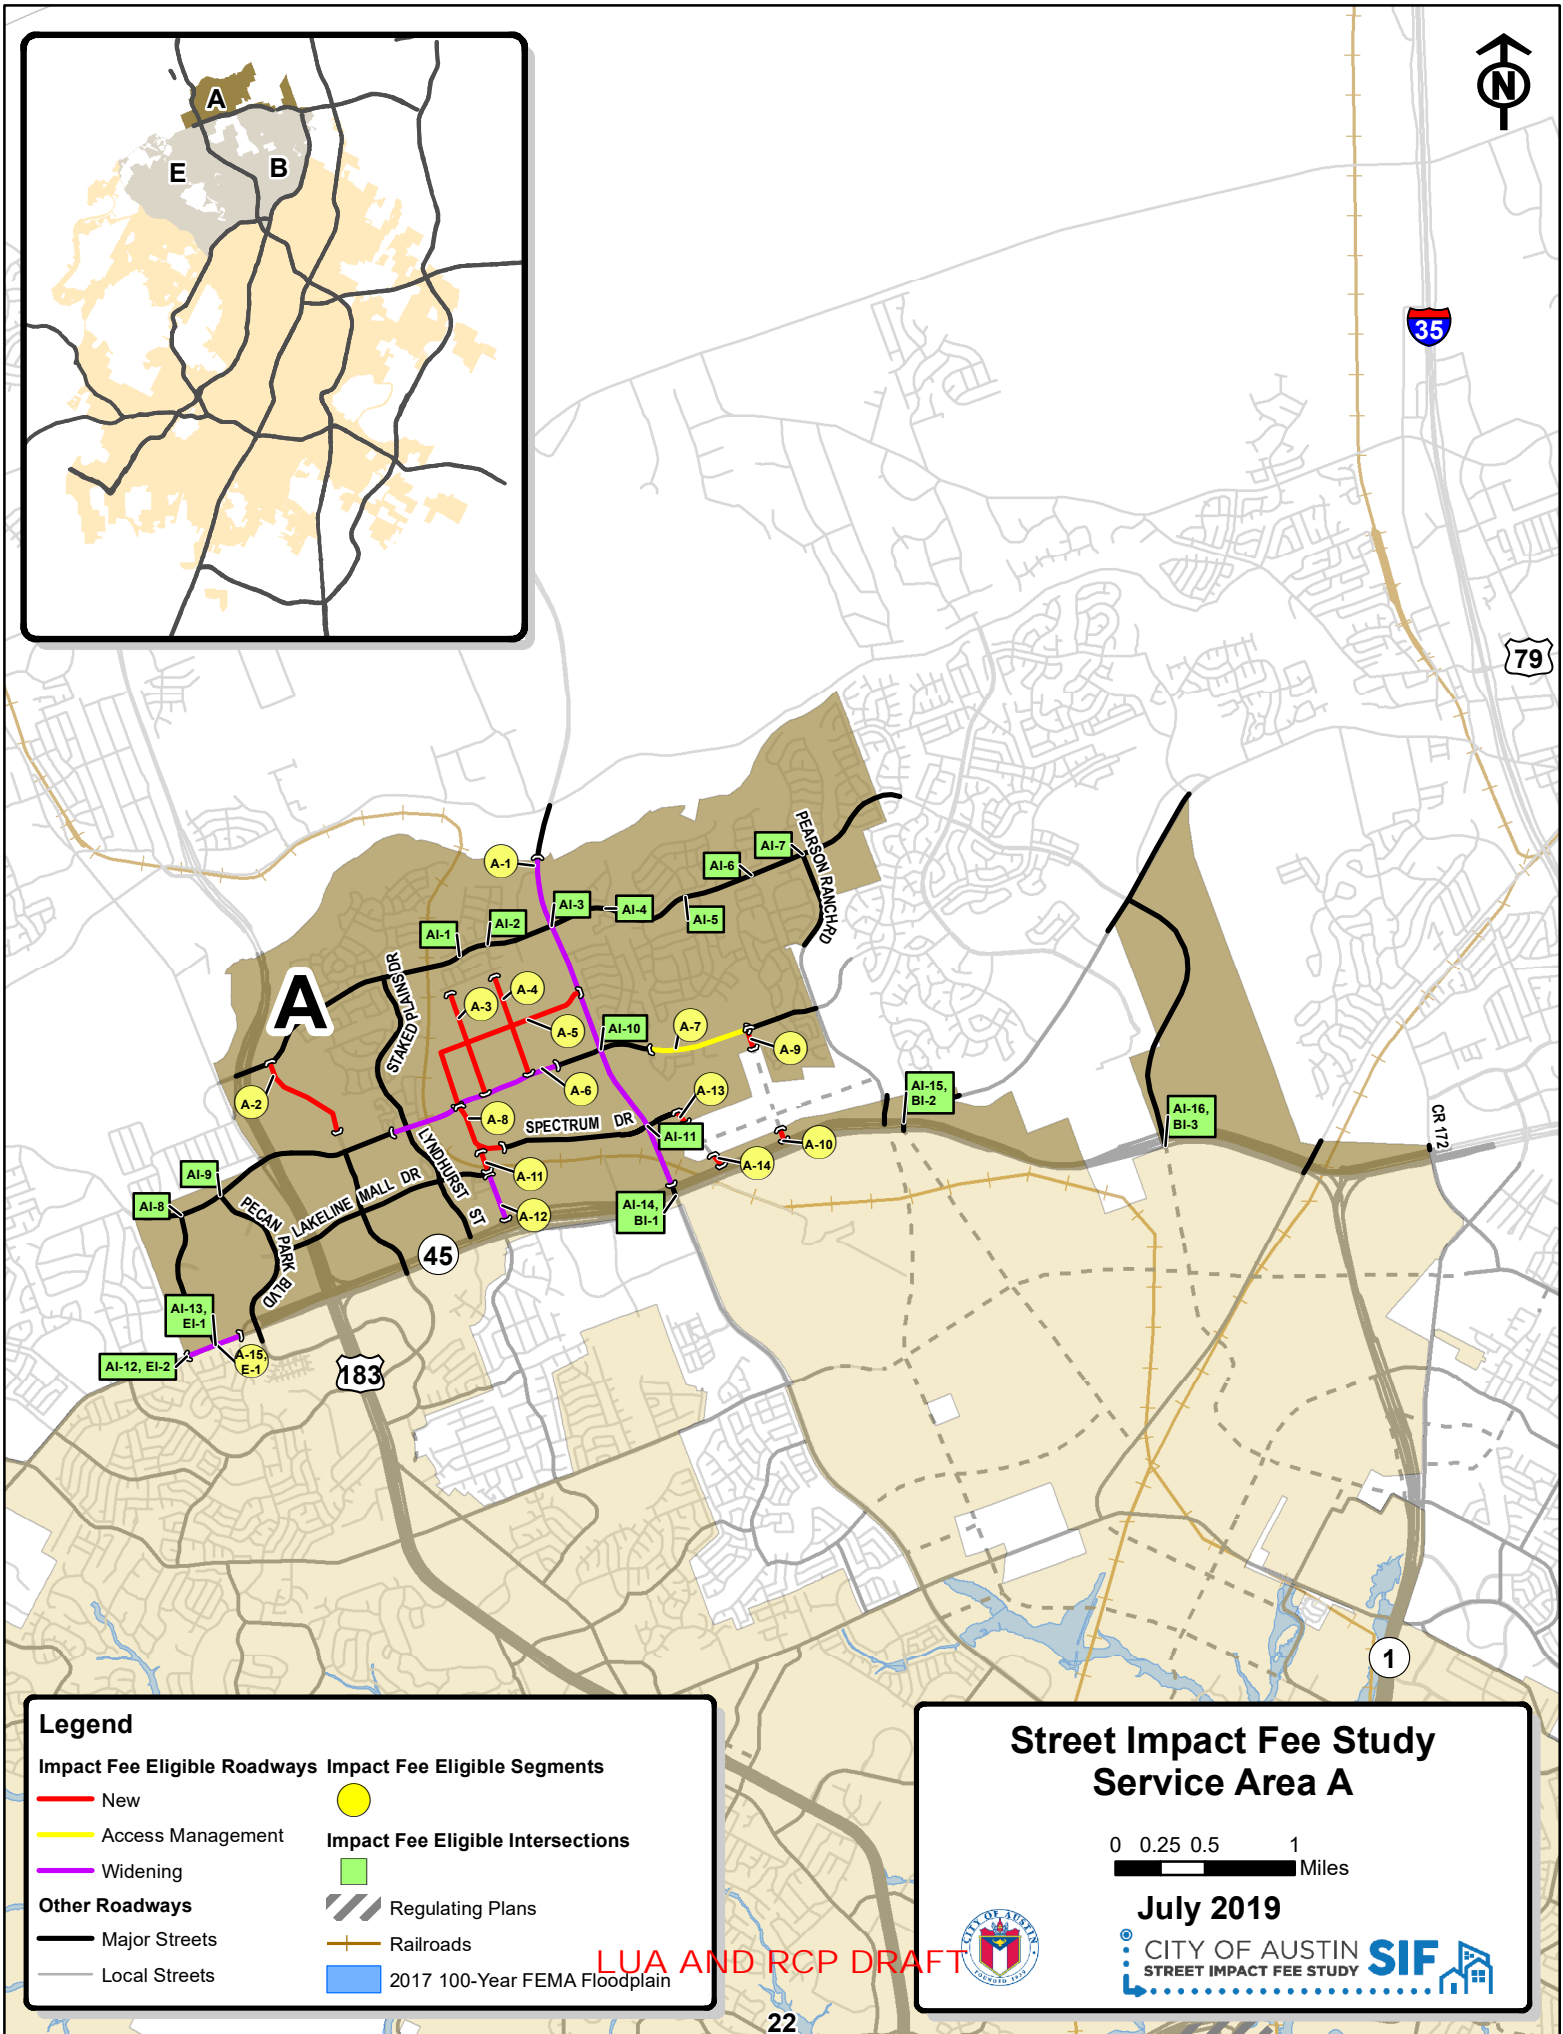 A
E
B
N
35
79
A-1
AI-7
PEARSON RANCH RD
AI-6
AI-3
AI-4
AI-5
AI-2
AI-1
STAKED PLAINS DR
A
A-4
A-3
A-5
AI-10
A-7
A-9
A-2
A-6
A-13
AI-15,
BI-2
AI-16,
BI-3
CR 172
A-8
SPECTRUM DR
AI-11
A-10
A-14
LYNDHURST ST
A-11
AI-9
LAKELINE MALL DR
AI-8
PECAN PARK BLVD
A-12
AI-14,
BI-1
45
AI-13,
EI-1
AI-12, EI-2
A-15,
E-1
183
1
Legend
Impact Fee Eligible Roadways
New
Access Management
Widening
Other Roadways
Major Streets
Local Streets
Impact Fee Eligible Segments
Impact Fee Eligible Intersections
Regulating Plans
Railroads
2017 100-Year FEMA Floodplain
LUA AND RCP DRAFT
Street Impact Fee Study
Service Area A
0 0.25 0.5 1
Miles
July 2019
CITY OF AUSTIN
FOUNDED 1839
CITY OF AUSTIN
STREET IMPACT FEE STUDY
SIF
22